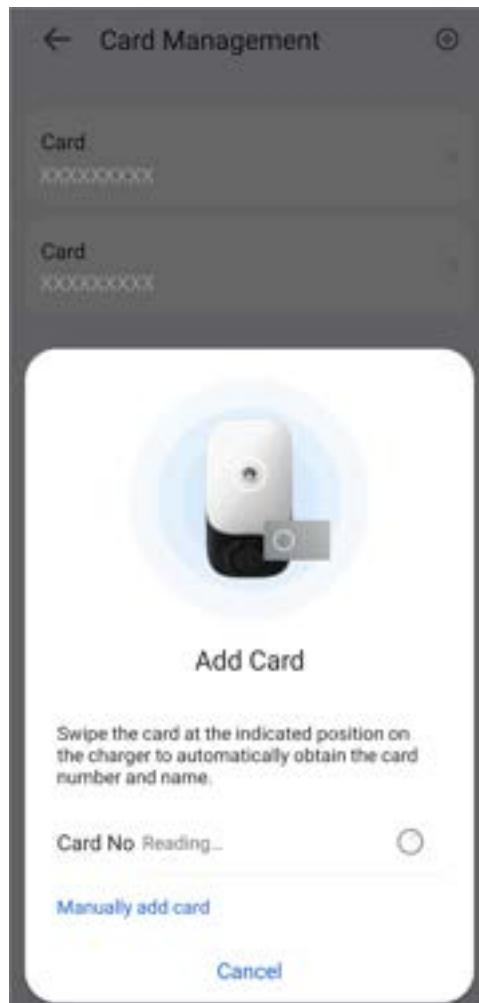 Card Management
Card
XXXXXXXXX
Card
XXXXXXXXX
Add Card
Swipe the card at the indicated position on
the charger to automatically obtain the card
number and name.
Card No Reading...
Manually add card
Cancel